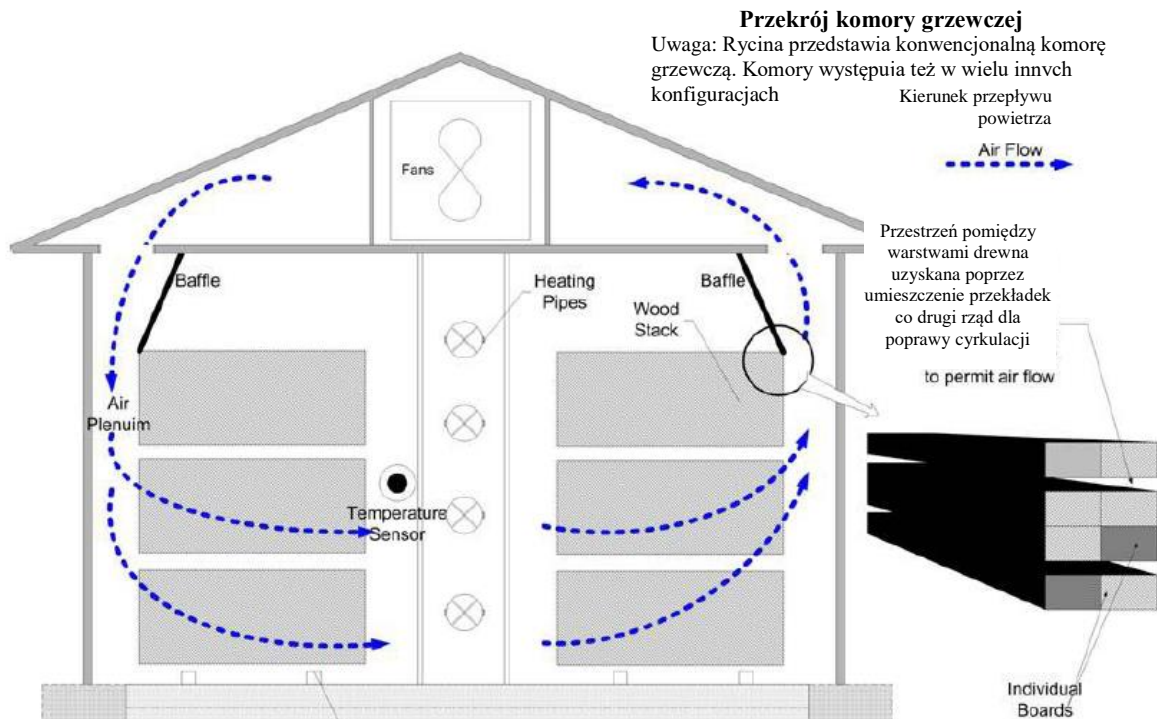 Przekrój komory grzewczej
Uwaga: Rycina przedstawia konwencjonalną komorę
grzewczą. Komory występuia też w wielu innvch
konfiguracjach
Kierunek przepływu
powietrza
Air Flow
Fans
Przestrzeń pomiędzy
warstwami drewna
uzyskana poprzez
umieszczenie przekładek
co drugi rząd dla
poprawy cyrkulacji
to permit air flow
Baffle
Heating
Pipes
Baffle
Wood
Stack
Air
Plenuim
Temperature
Sensor
Individual
Boards